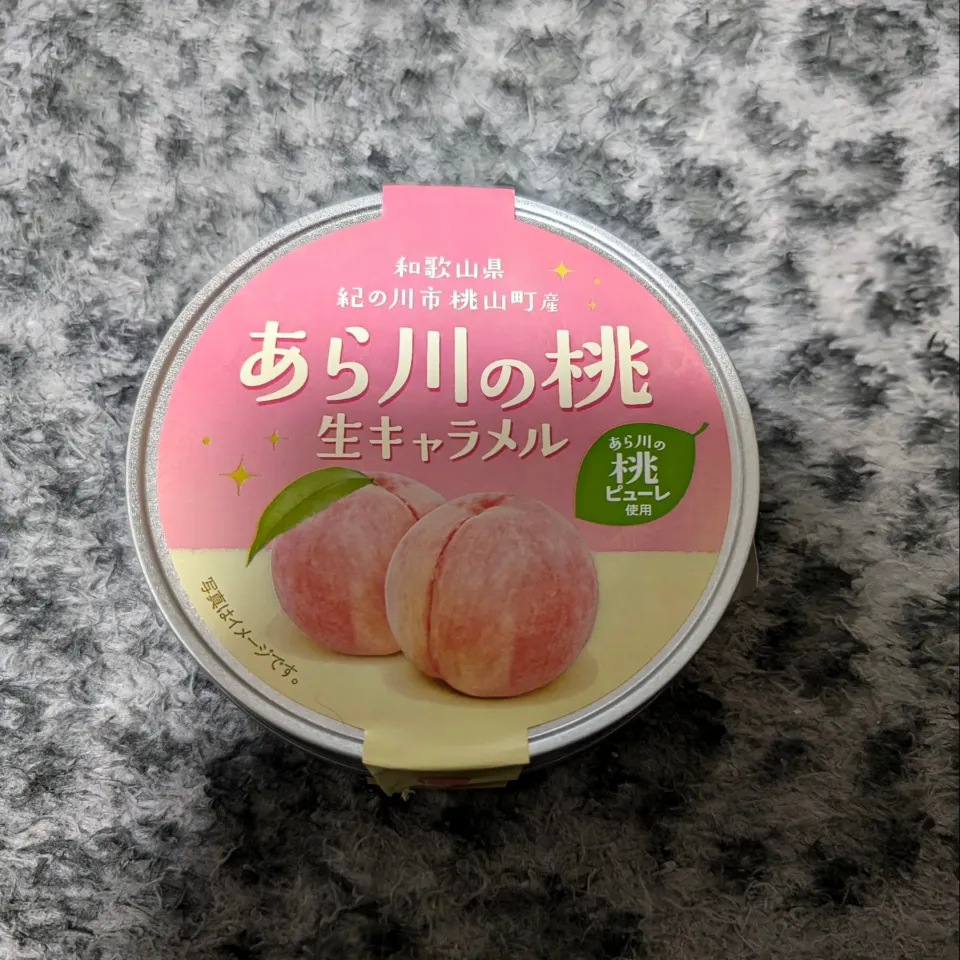 和歌山県
紀の川市 桃山町産
あら川の桃
生キャラメル
あら川の
桃
ピューレ
使用
写真はイメージです。